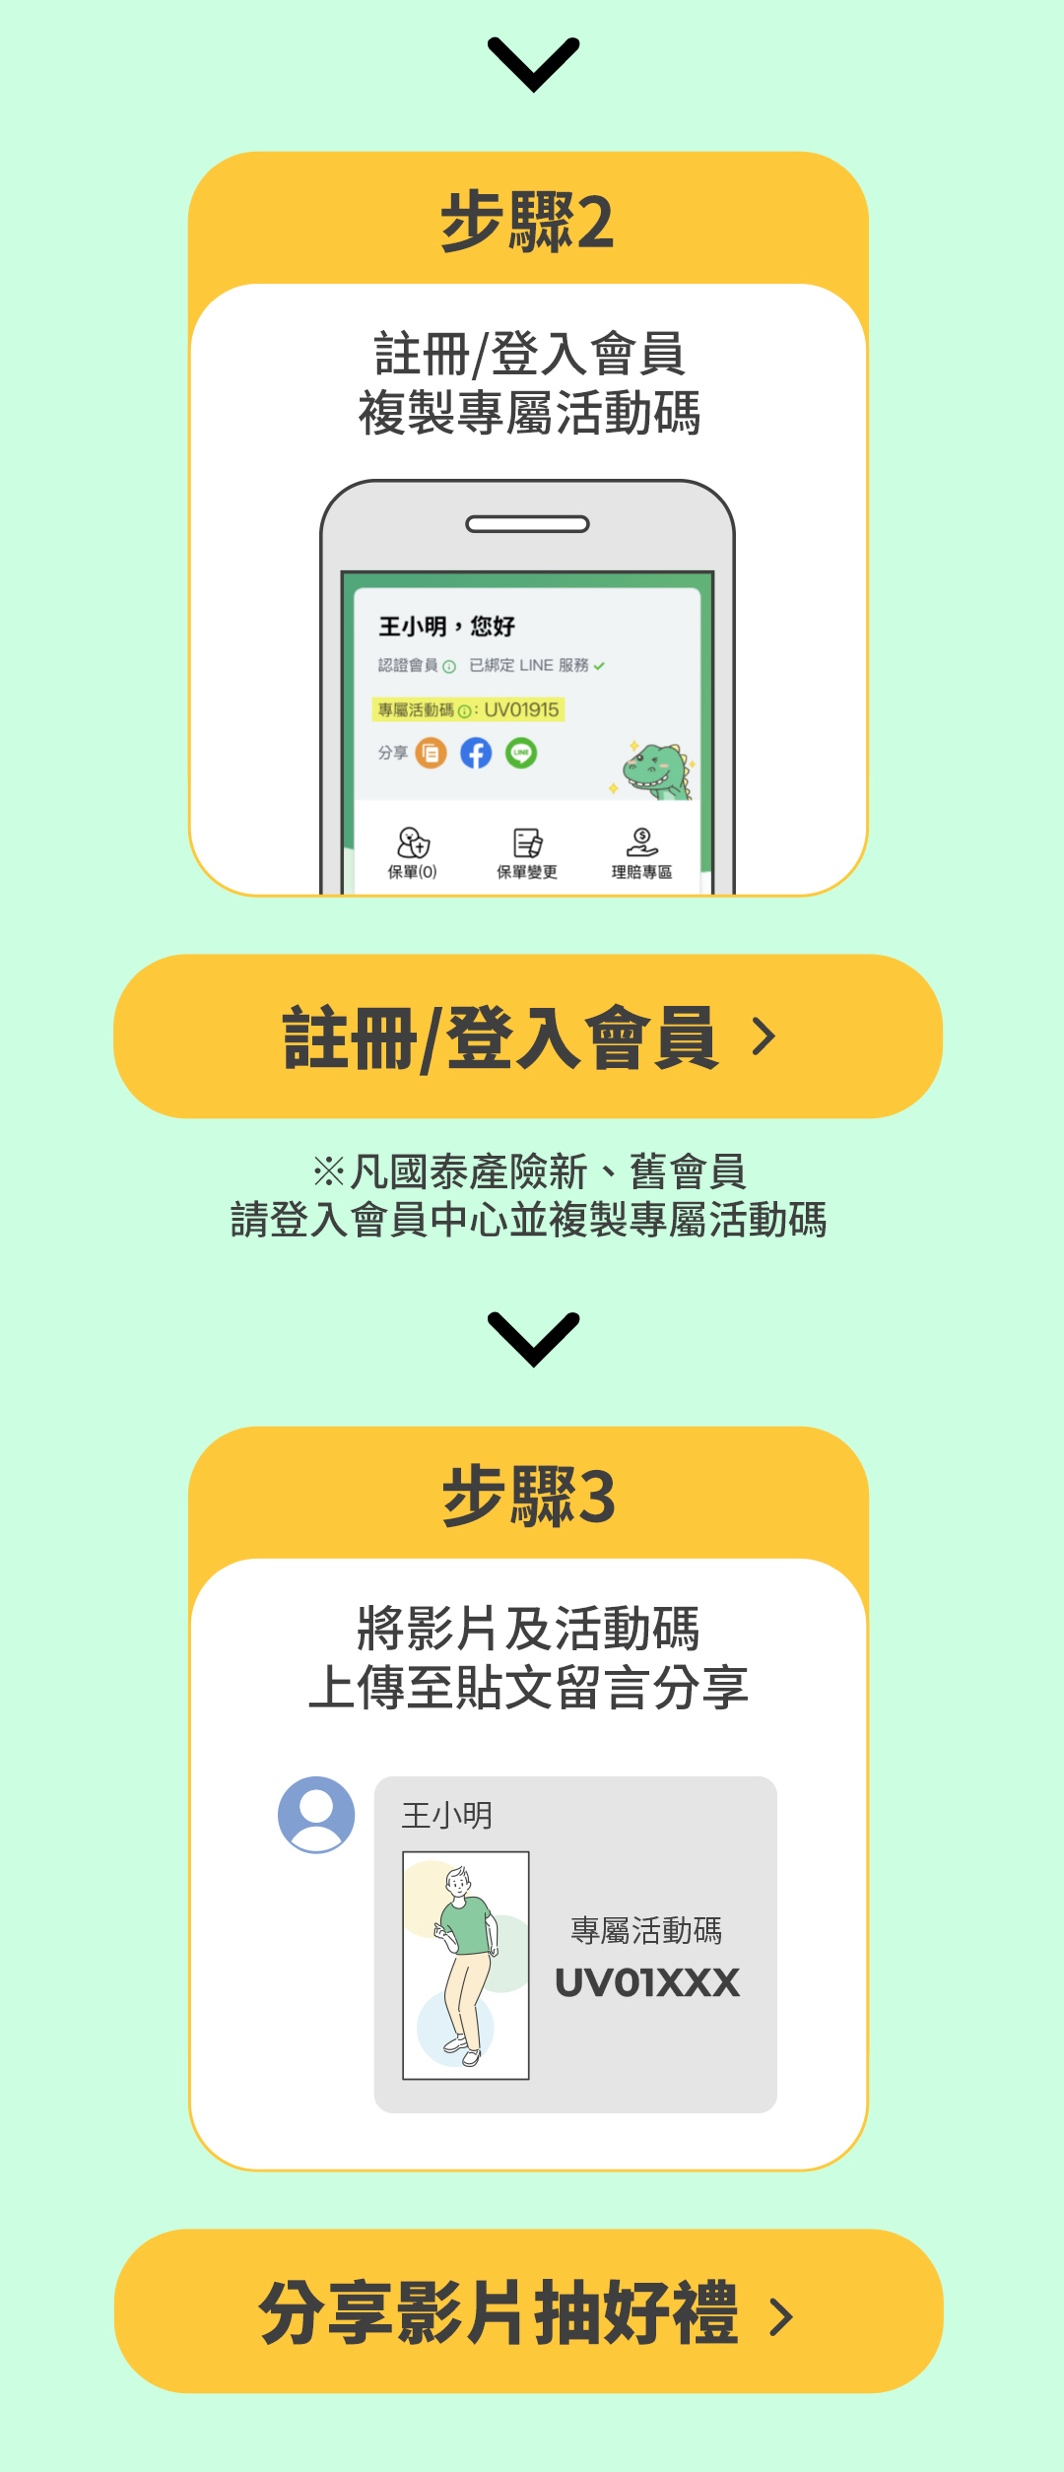 步驟2
註冊/登入會員
複製專屬活動碼
王小明，您好
認證會員 已綁定 LINE 服務
專屬活動碼 : UV01915
分享
LINE
保單(0) 保單變更 理賠專區
註冊/登入會員
※凡國泰產險新、舊會員
請登入會員中心並複製專屬活動碼
步驟3
將影片及活動碼
上傳至貼文留言分享
王小明
專屬活動碼
UV01XXX
分享影片抽好禮